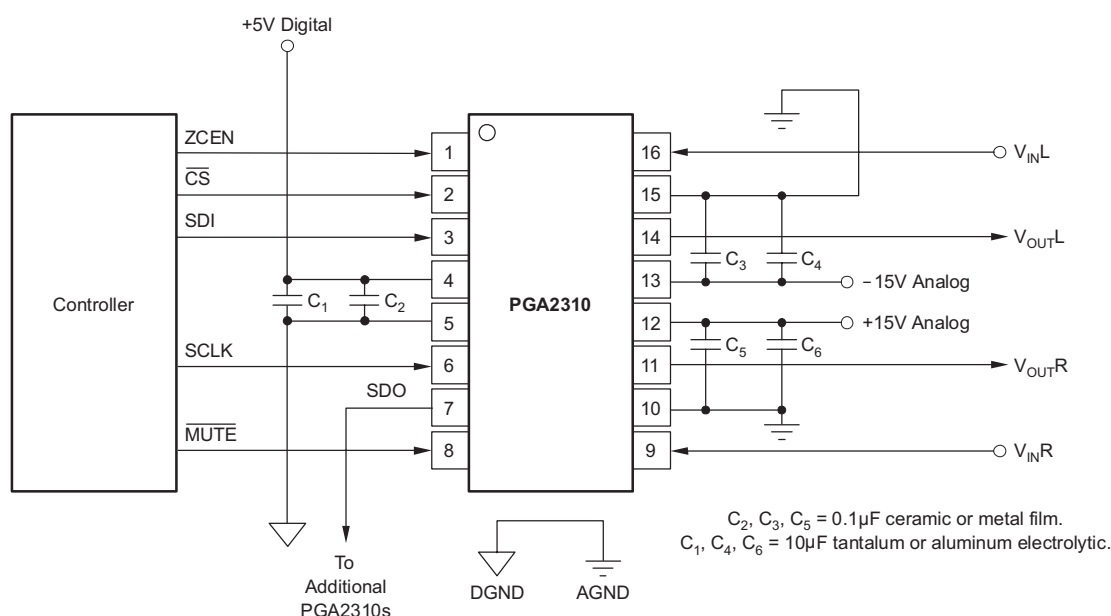 +5V Digital
Controller
ZCEN
CS
SDI
SCLK
SDO
MUTE
C1
C2
To
Additional
PGA2310s
1
2
3
4
5
6
7
8
PGA2310
16
15
14
13
12
11
10
9
C3
C4
C5
C6
VINL
VOUTL
−15V Analog
+15V Analog
VOUTR
VINR
DGND
AGND
C2, C3, C5 = 0.1μF ceramic or metal film.
C1, C4, C6 = 10μF tantalum or aluminum electrolytic.